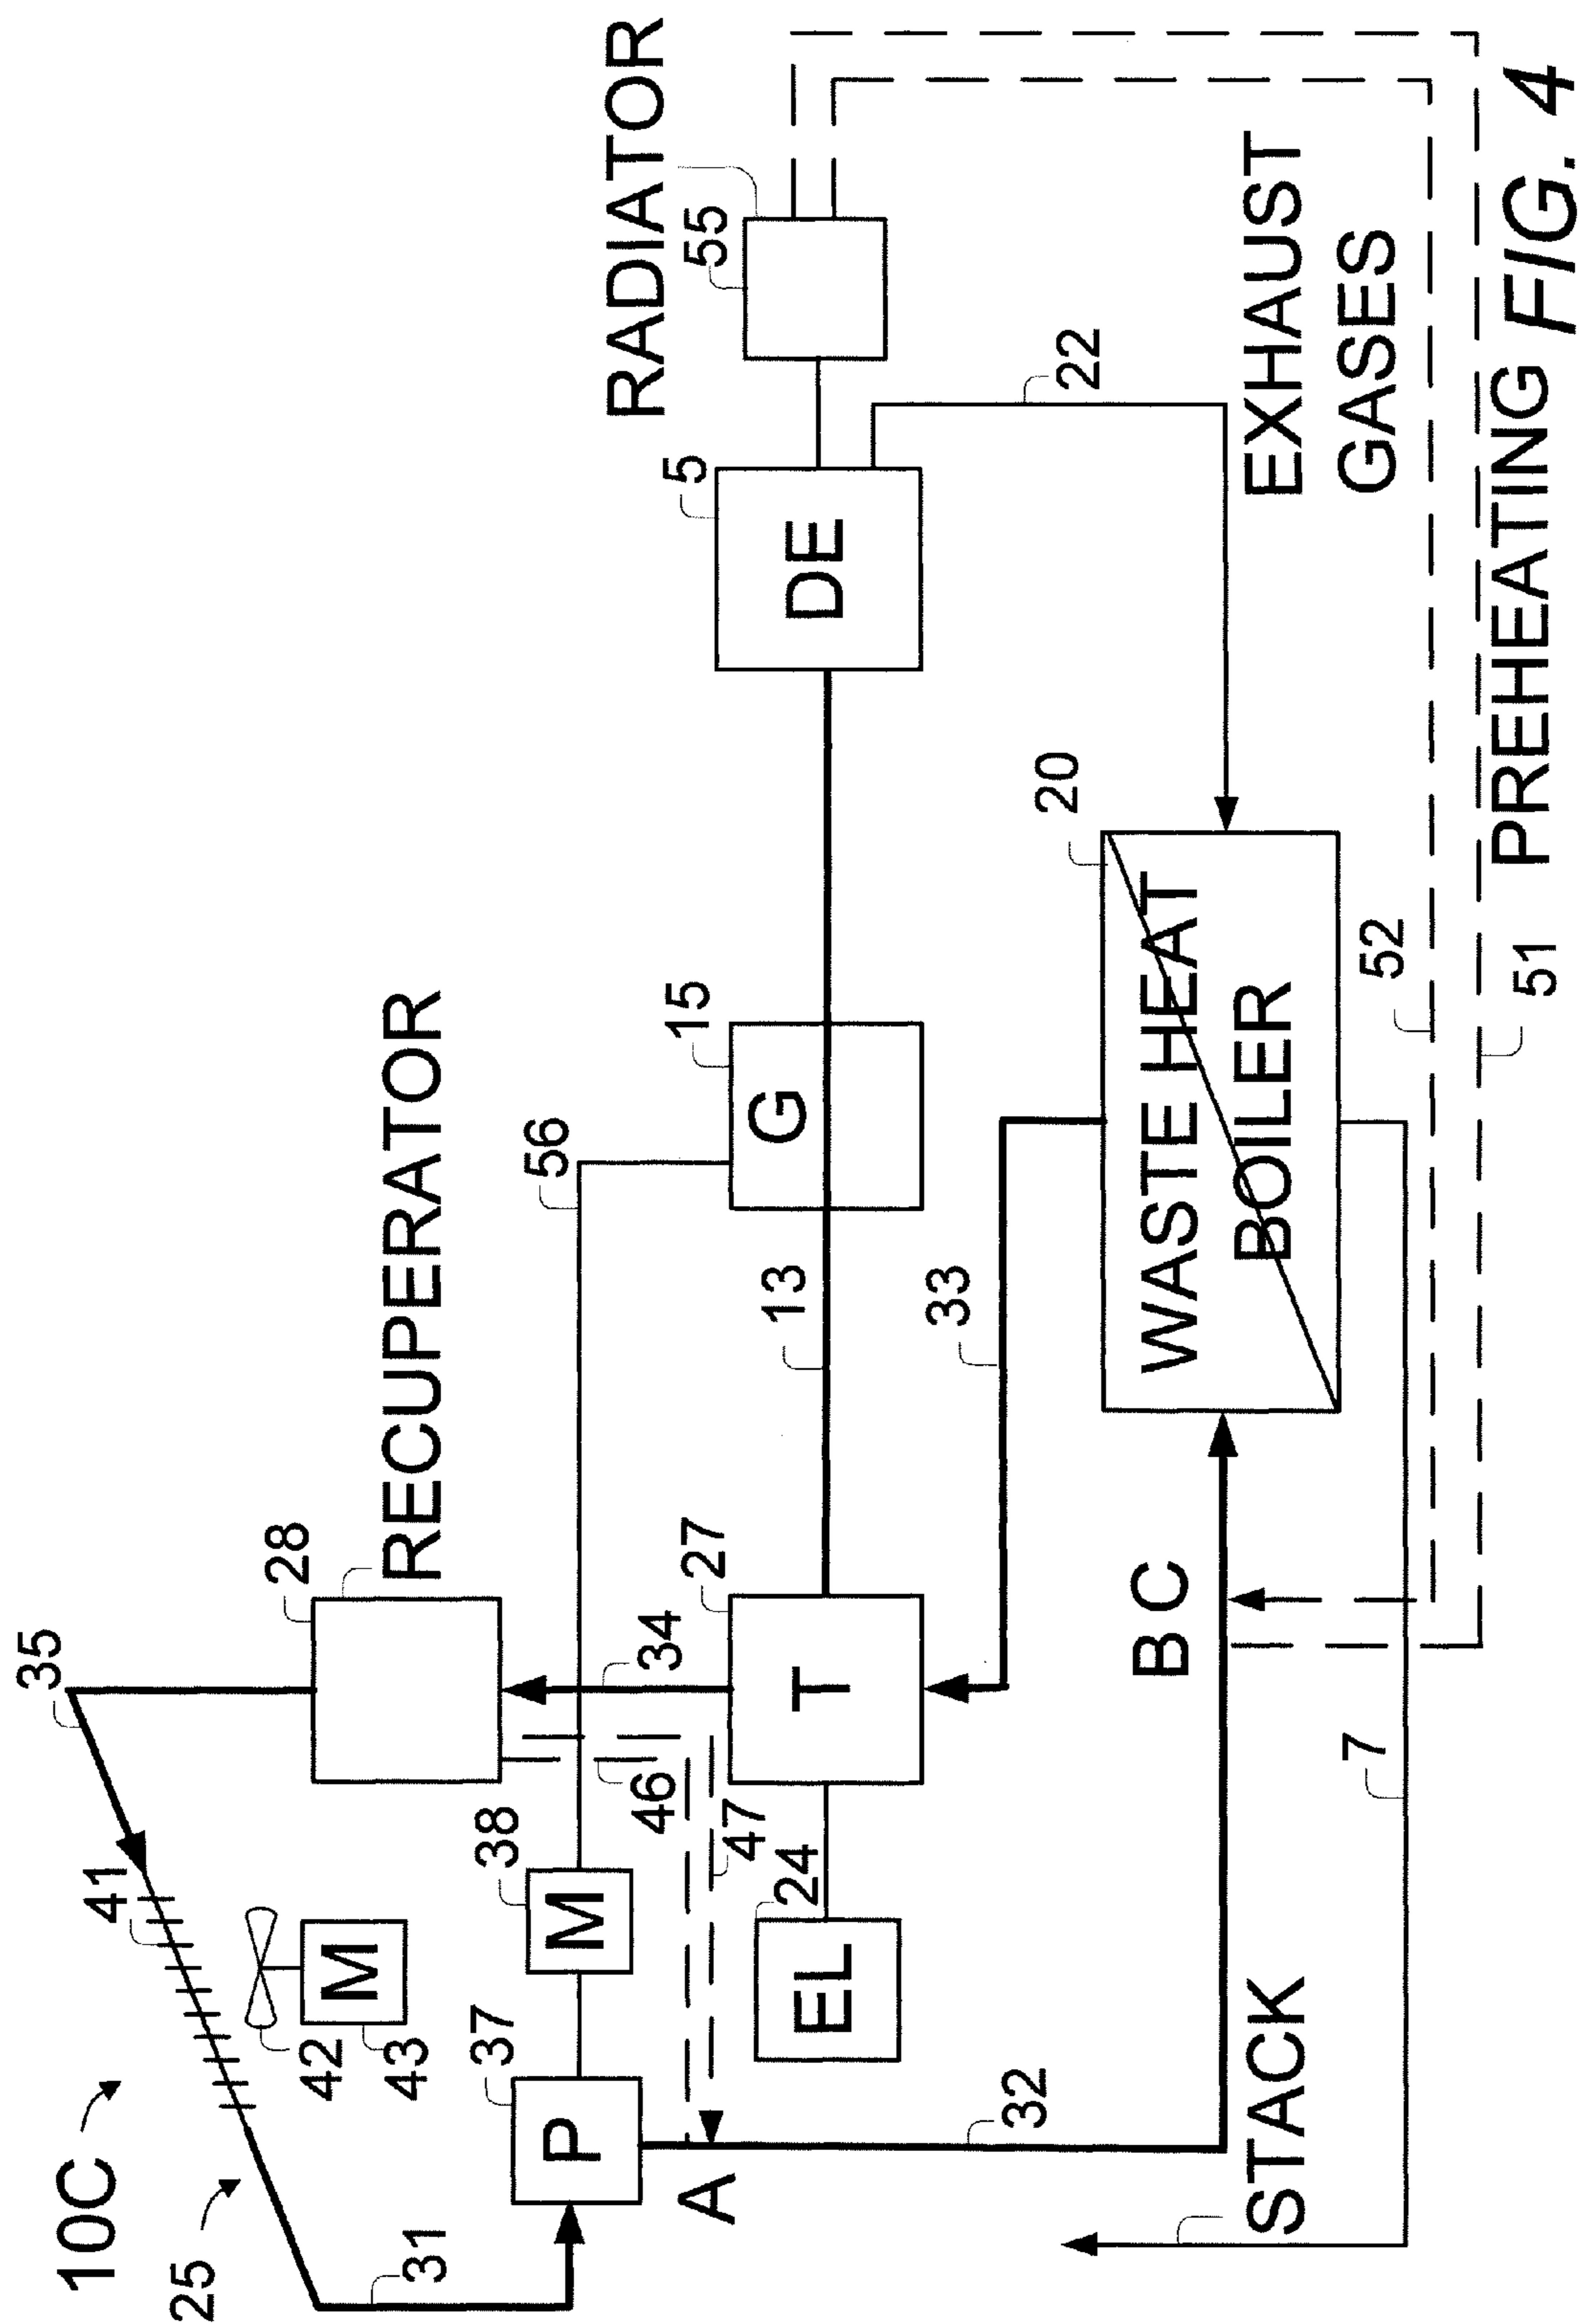 10C
25
35
41
42
M
43
31
28
RECUPERATOR
RADIATOR
37
P
38
M
56
46
34
47
A
24
EL
27
T
13
15
G
5
DE
55
32
33
22
B C
20
WASTE HEAT
BOILER
EXHAUST
GASES
STACK
7
52
51
PREHEATING
FIG. 4